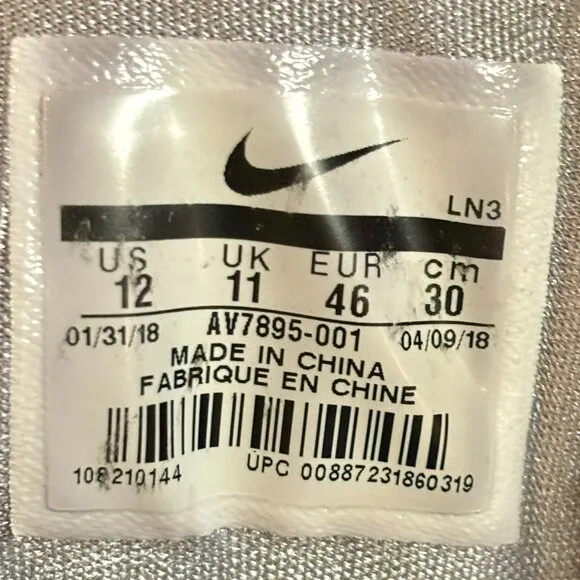 LN3
US UK EUR cm
12 11 46 30
01/31/18 AV7895-001 04/09/18
MADE IN CHINA
FABRIQUE EN CHINE
UPC 00887231860319